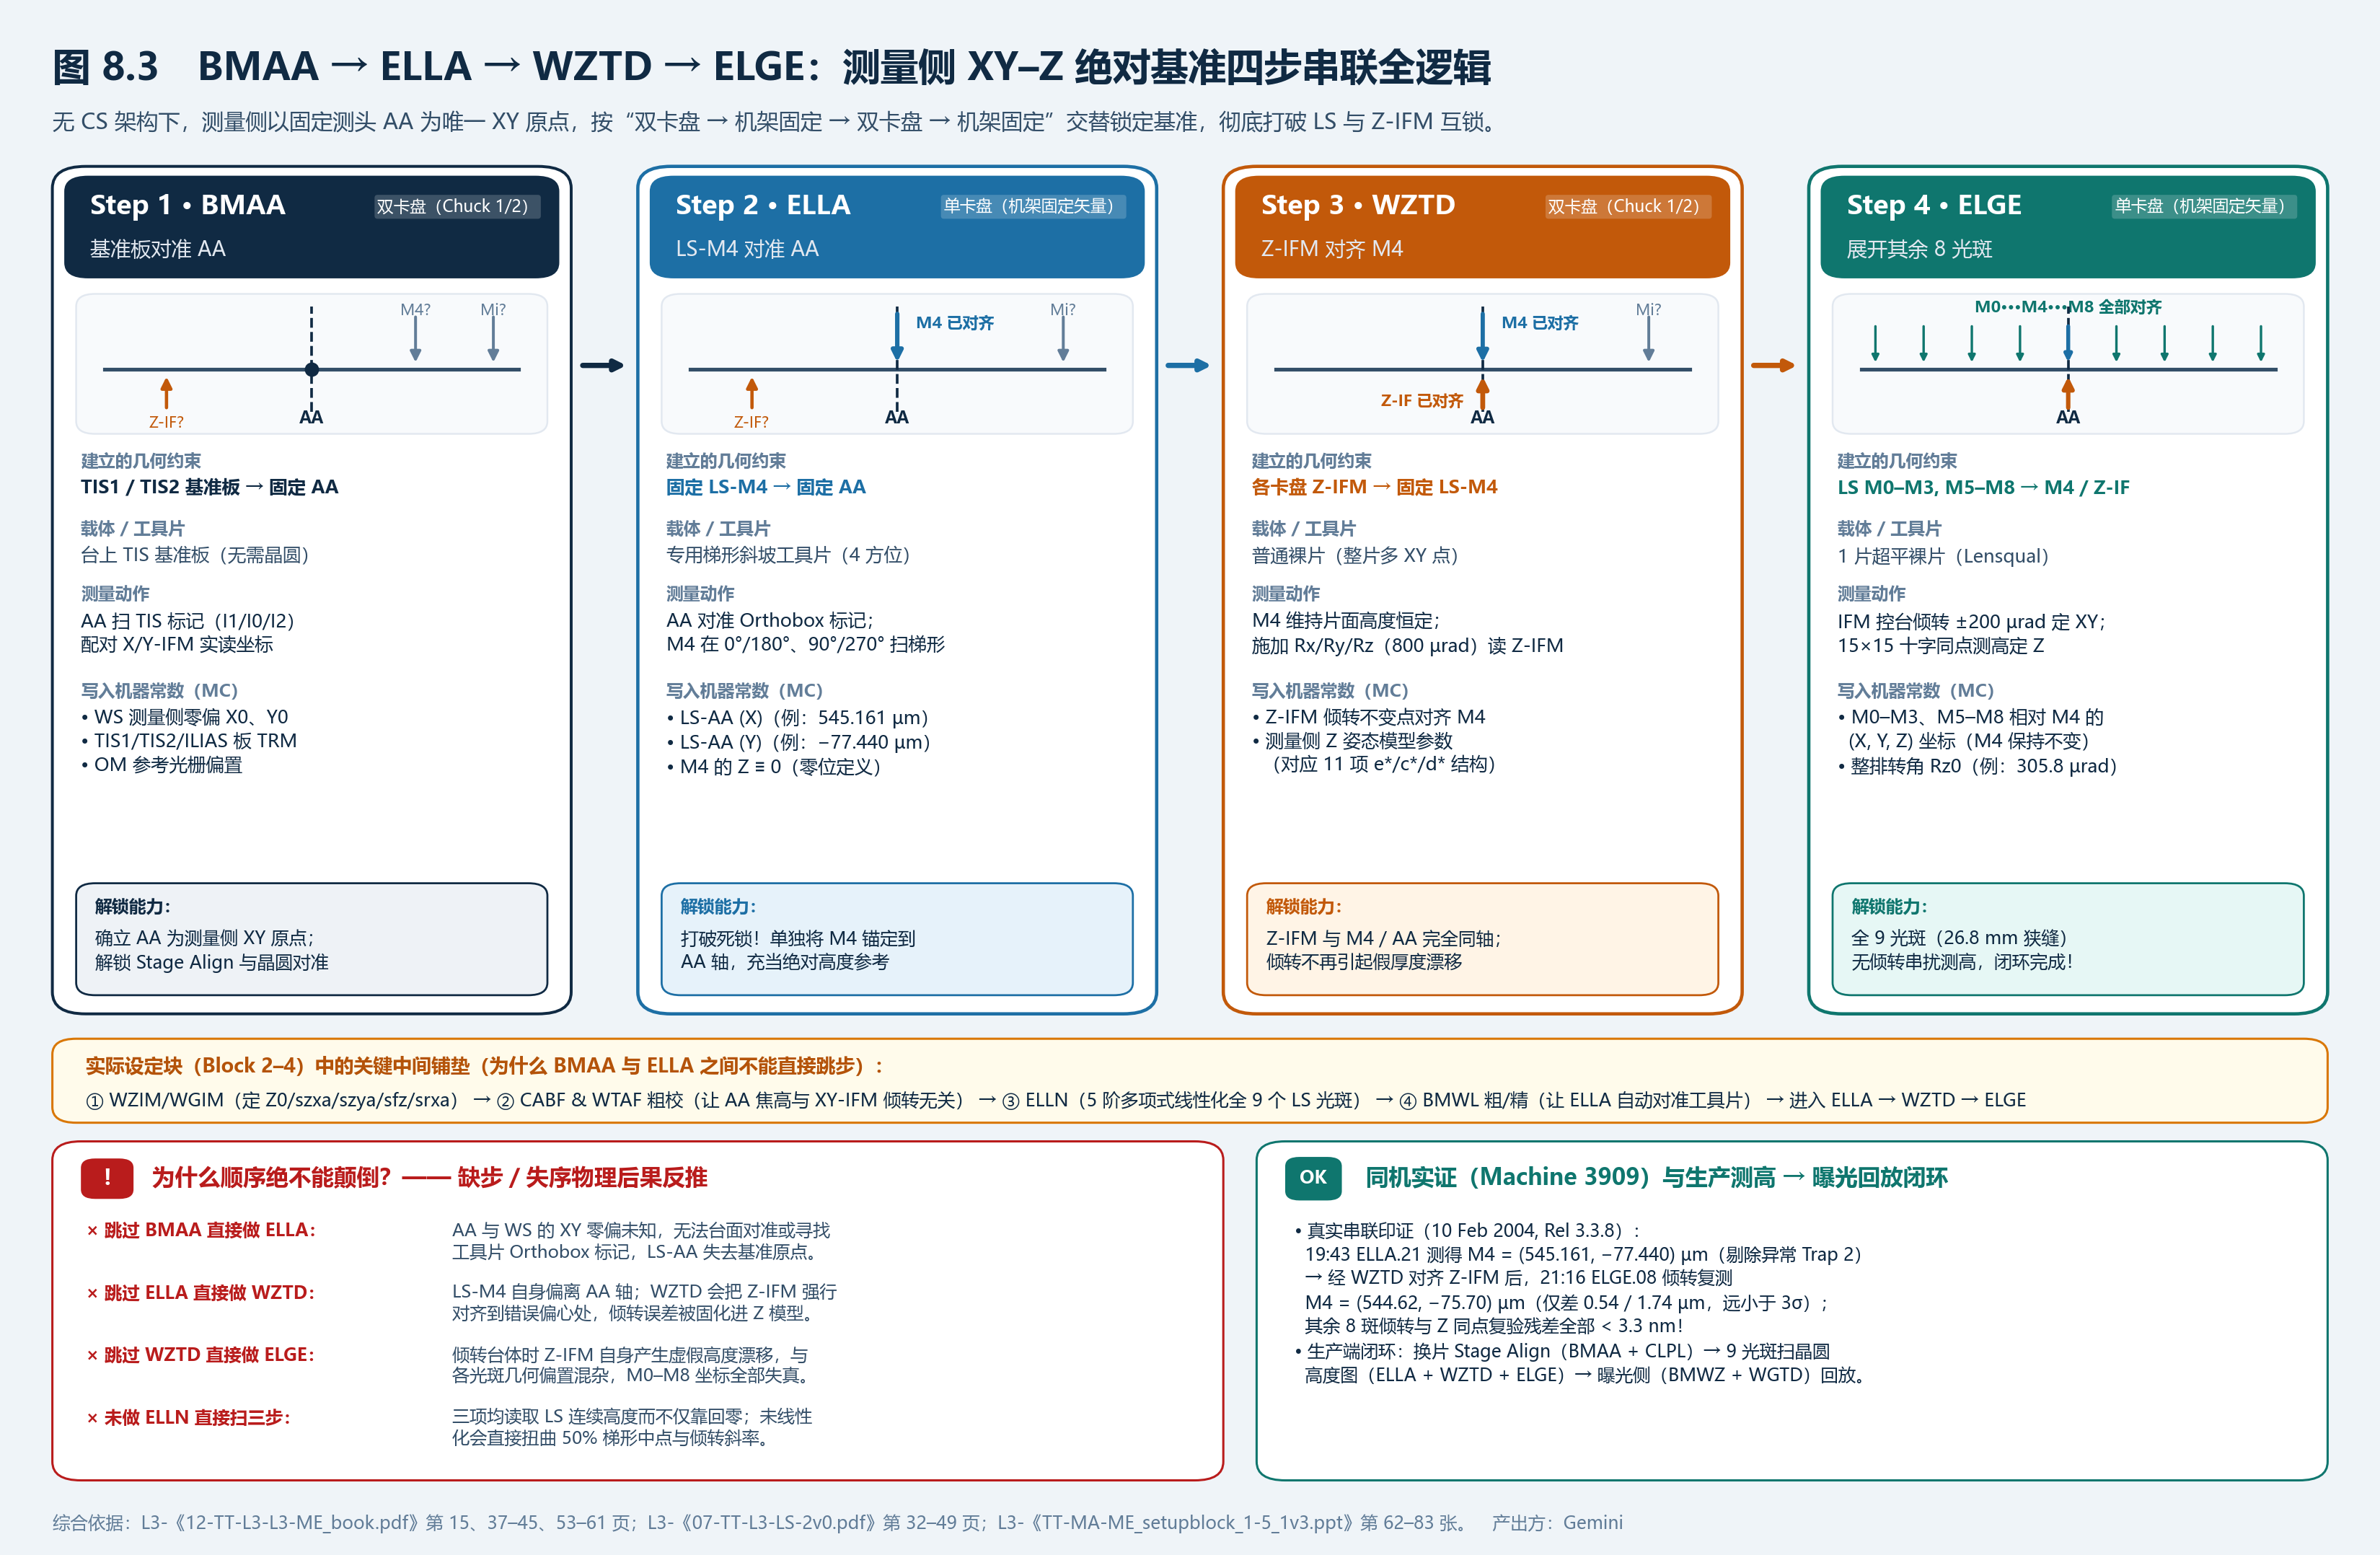 图 8.3 BMAA → ELLA → WZTD → ELGE：测量侧 XY–Z 绝对基准四步串联全逻辑
无 CS 架构下，测量侧以固定测头 AA 为唯一 XY 原点，按“双卡盘 → 机架固定 → 双卡盘 → 机架固定”交替锁定基准，彻底打破 LS 与 Z-IFM 互锁。
Step 1 • BMAA
双卡盘（Chuck 1/2）
基准板对准 AA
M4?
Mi?
Z-IF?
AA
建立的几何约束
TIS1 / TIS2 基准板 → 固定 AA
载体 / 工具片
台上 TIS 基准板（无需晶圆）
测量动作
AA 扫 TIS 标记（I1/I0/I2）
配对 X/Y-IFM 实读坐标
写入机器常数（MC）
• WS 测量侧零偏 X0、Y0
• TIS1/TIS2/ILIAS 板 TRM
• OM 参考光栅偏置
解锁能力：
确立 AA 为测量侧 XY 原点；
解锁 Stage Align 与晶圆对准
Step 2 • ELLA
单卡盘（机架固定矢量）
LS-M4 对准 AA
M4 已对齐
Mi?
Z-IF?
AA
建立的几何约束
固定 LS-M4 → 固定 AA
载体 / 工具片
专用梯形斜坡工具片（4 方位）
测量动作
AA 对准 Orthobox 标记；
M4 在 0°/180°、90°/270° 扫梯形
写入机器常数（MC）
• LS-AA (X)（例：545.161 μm）
• LS-AA (Y)（例：−77.440 μm）
• M4 的 Z ≡ 0（零位定义）
解锁能力：
打破死锁！单独将 M4 锚定到
AA 轴，充当绝对高度参考
Step 3 • WZTD
双卡盘（Chuck 1/2）
Z-IFM 对齐 M4
M4 已对齐
Mi?
Z-IF 已对齐
AA
建立的几何约束
各卡盘 Z-IFM → 固定 LS-M4
载体 / 工具片
普通裸片（整片多 XY 点）
测量动作
M4 维持片面高度恒定；
施加 Rx/Ry/Rz（800 μrad）读 Z-IFM
写入机器常数（MC）
• Z-IFM 倾转不变点对齐 M4
• 测量侧 Z 姿态模型参数
（对应 11 项 e*/c*/d* 结构）
解锁能力：
Z-IFM 与 M4 / AA 完全同轴；
倾转不再引起假厚度漂移
Step 4 • ELGE
单卡盘（机架固定矢量）
展开其余 8 光斑
M0•••M4•••M8 全部对齐
AA
建立的几何约束
LS M0–M3, M5–M8 → M4 / Z-IF
载体 / 工具片
1 片超平裸片（Lensqual）
测量动作
IFM 控台倾转 ±200 μrad 定 XY；
15×15 十字同点测高定 Z
写入机器常数（MC）
• M0–M3、M5–M8 相对 M4 的
(X, Y, Z) 坐标（M4 保持不变）
• 整排转角 Rz0（例：305.8 μrad）
解锁能力：
全 9 光斑（26.8 mm 狭缝）
无倾转串扰测高，闭环完成！
实际设定块（Block 2–4）中的关键中间铺垫（为什么 BMAA 与 ELLA 之间不能直接跳步）：
① WZIM/WGIM（定 Z0/szxa/szya/sfz/srxa） → ② CABF & WTAF 粗校（让 AA 焦高与 XY-IFM 倾转无关） → ③ ELLN（5 阶多项式线性化全 9 个 LS 光斑） → ④ BMWL 粗/精（让 ELLA 自动对准工具片） → 进入 ELLA → WZTD → ELGE
! 为什么顺序绝不能颠倒？—— 缺步 / 失序物理后果反推
× 跳过 BMAA 直接做 ELLA：
AA 与 WS 的 XY 零偏未知，无法台面对准或寻找
工具片 Orthobox 标记，LS-AA 失去基准原点。
× 跳过 ELLA 直接做 WZTD：
LS-M4 自身偏离 AA 轴；WZTD 会把 Z-IFM 强行
对齐到错误偏心处，倾转误差被固化进 Z 模型。
× 跳过 WZTD 直接做 ELGE：
倾转台体时 Z-IFM 自身产生虚假高度漂移，与
各光斑几何偏置混杂，M0–M8 坐标全部失真。
× 未做 ELLN 直接扫三步：
三项均读取 LS 连续高度而不仅靠回零；未线性
化会直接扭曲 50% 梯形中点与倾转斜率。
OK 同机实证（Machine 3909）与生产测高 → 曝光回放闭环
• 真实串联印证（10 Feb 2004, Rel 3.3.8）：
19:43 ELLA.21 测得 M4 = (545.161, −77.440) μm（剔除异常 Trap 2）
→ 经 WZTD 对齐 Z-IFM 后，21:16 ELGE.08 倾转复测
M4 = (544.62, −75.70) μm（仅差 0.54 / 1.74 μm，远小于 3σ）；
其余 8 斑倾转与 Z 同点复验残差全部 < 3.3 nm！
• 生产端闭环：换片 Stage Align（BMAA + CLPL）→ 9 光斑扫晶圆
高度图（ELLA + WZTD + ELGE）→ 曝光侧（BMWZ + WGTD）回放。
综合依据：L3-《12-TT-L3-L3-ME_book.pdf》第 15、37–45、53–61 页；L3-《07-TT-L3-LS-2v0.pdf》第 32–49 页；L3-《TT-MA-ME_setupblock_1-5_1v3.ppt》第 62–83 张。 产出方：Gemini